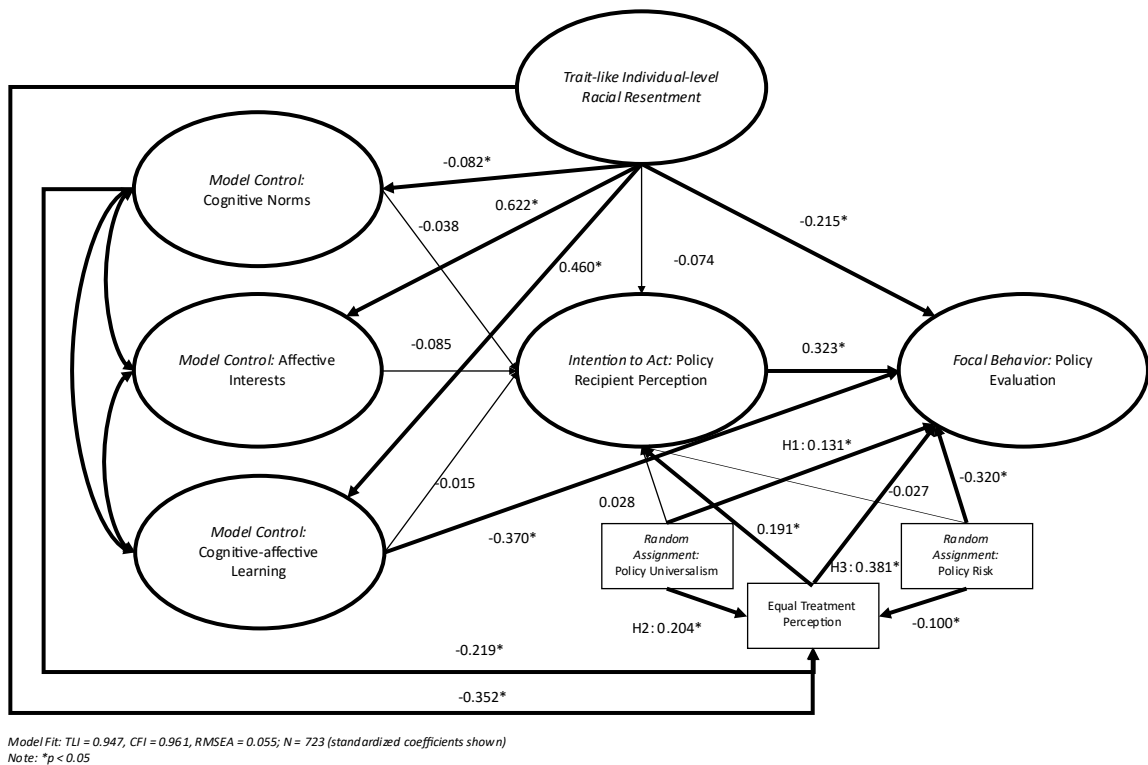 Trait-like Individual-level
Racial Resentment
-0.082*
Model Control:
Cognitive Norms
0.622*
-0.038
-0.215*
0.460*
-0.074
-0.085
0.323*
Model Control: Affective
Interests
Intention to Act: Policy
Recipient Perception
Focal Behavior: Policy
Evaluation
H1: 0.131*
-0.015
-0.027
-0.320*
0.028
0.191*
Model Control:
Cognitive-affective
Learning
-0.370*
Random
Assignment:
Policy Universalism
Random
Assignment:
Policy Risk
H3: 0.381*
Equal Treatment
Perception
H2: 0.204*
-0.100*
-0.219*
-0.352*
Model Fit: TLI = 0.947, CFI = 0.961, RMSEA = 0.055; N = 723 (standardized coefficients shown)
Note: *p < 0.05